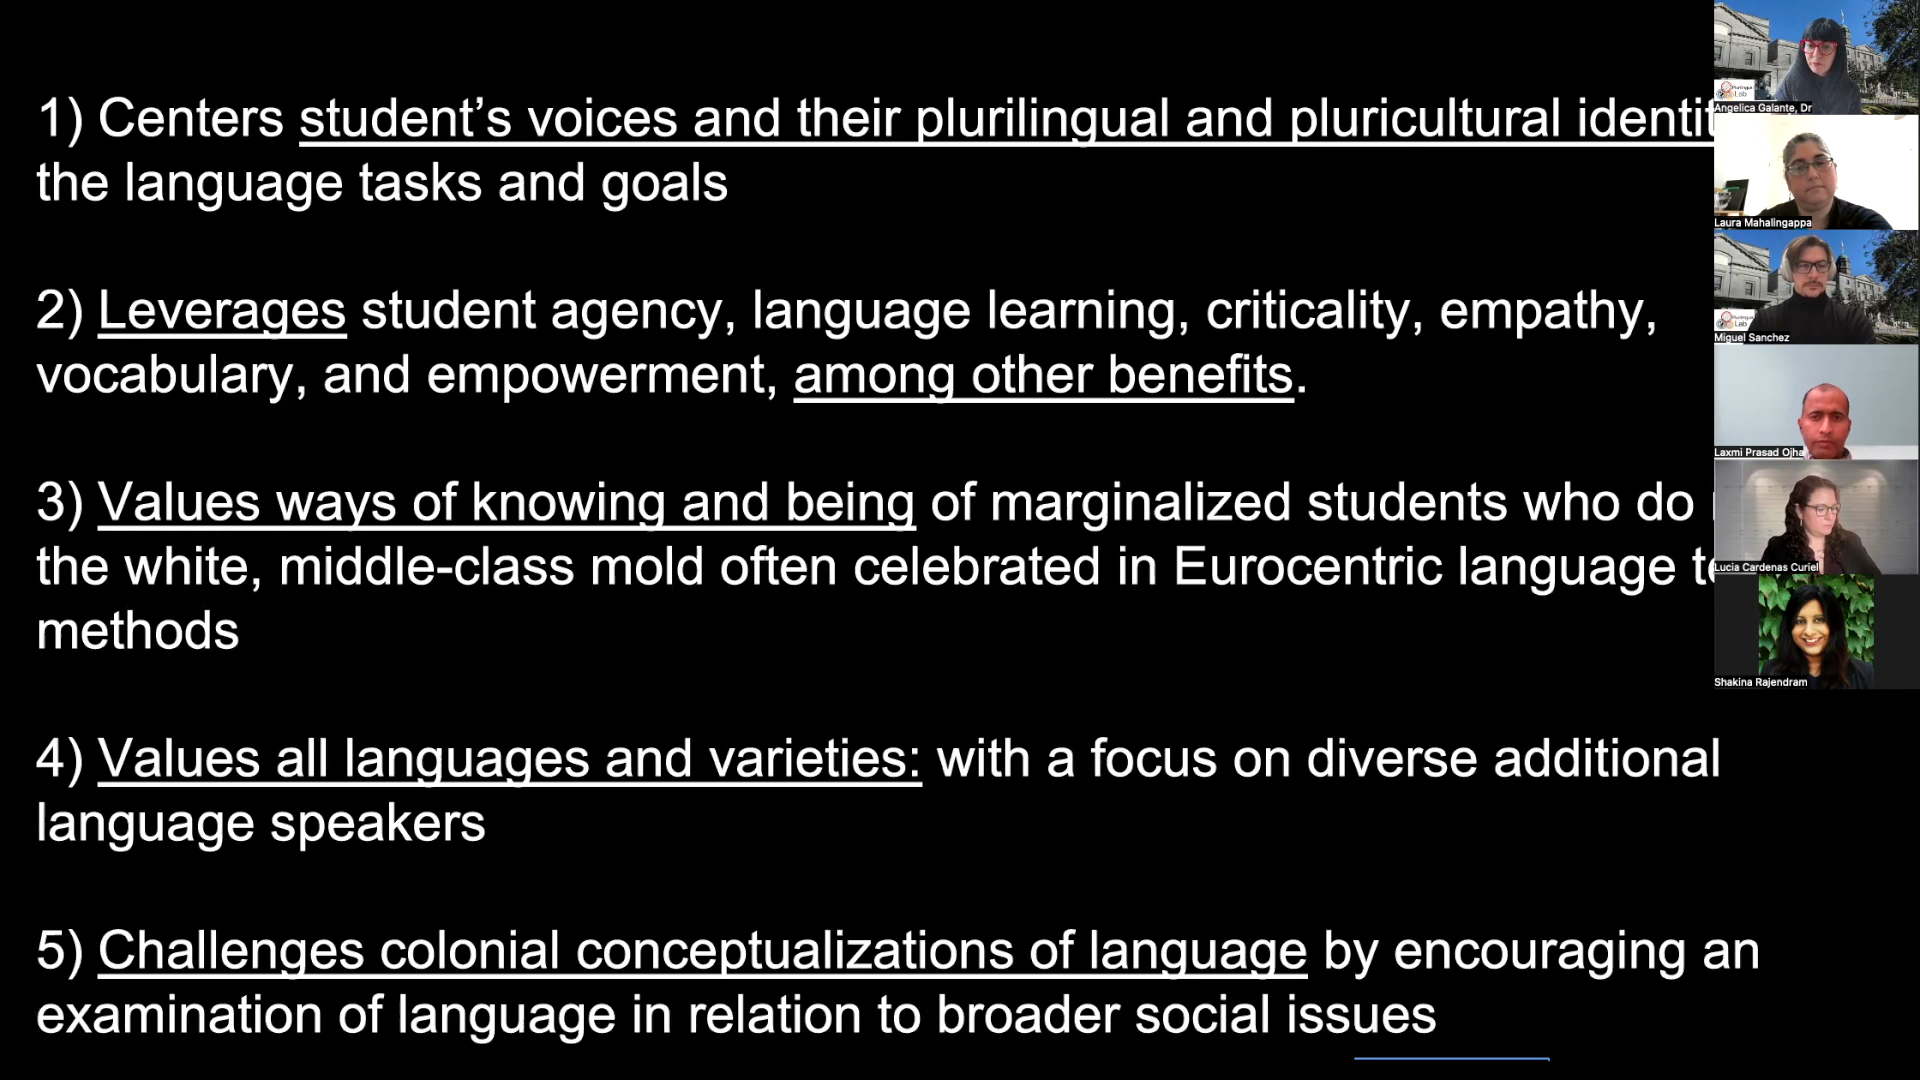 1) Centers student’s voices and their plurilingual and pluricultural
the language tasks and goals
2) Leverages student agency, language learning, criticality, empathy,
vocabulary, and empowerment, among other benefits.
3) Values ways of knowing and being of marginalized students who do
the white, middle-class mold often celebrated in Eurocentric language
methods
4) Values all languages and varieties: with a focus on diverse additional
language speakers
5) Challenges colonial conceptualizations of language by encouraging an
examination of language in relation to broader social issues
Lab
Angelica Galante, Dr
Laura Mahalingappa
Lab
Miguel Sanchez
Laxmi Prasad Ojha
Lucia Cardenas Curiel
Shakina Rajendram